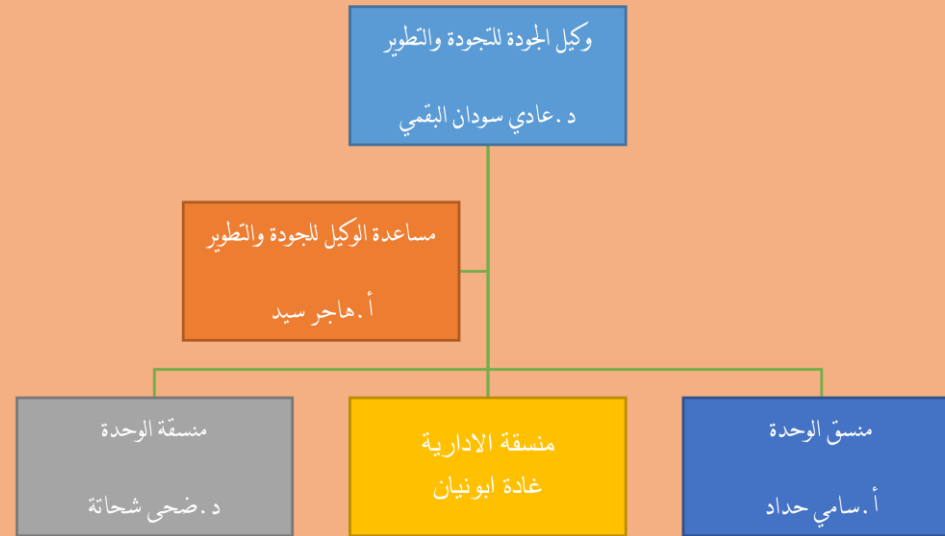 وكيل الجودة للتجودة والتطوير
د.عادي سودان البقمي
مساعدة الوكيل للجودة والتطوير
أ.هاجر سيد
منسق الوحدة
أ.سامي حداد
منسقة الادارية
غادة ابونيان
منسقة الوحدة
د.ضحى شحاتة